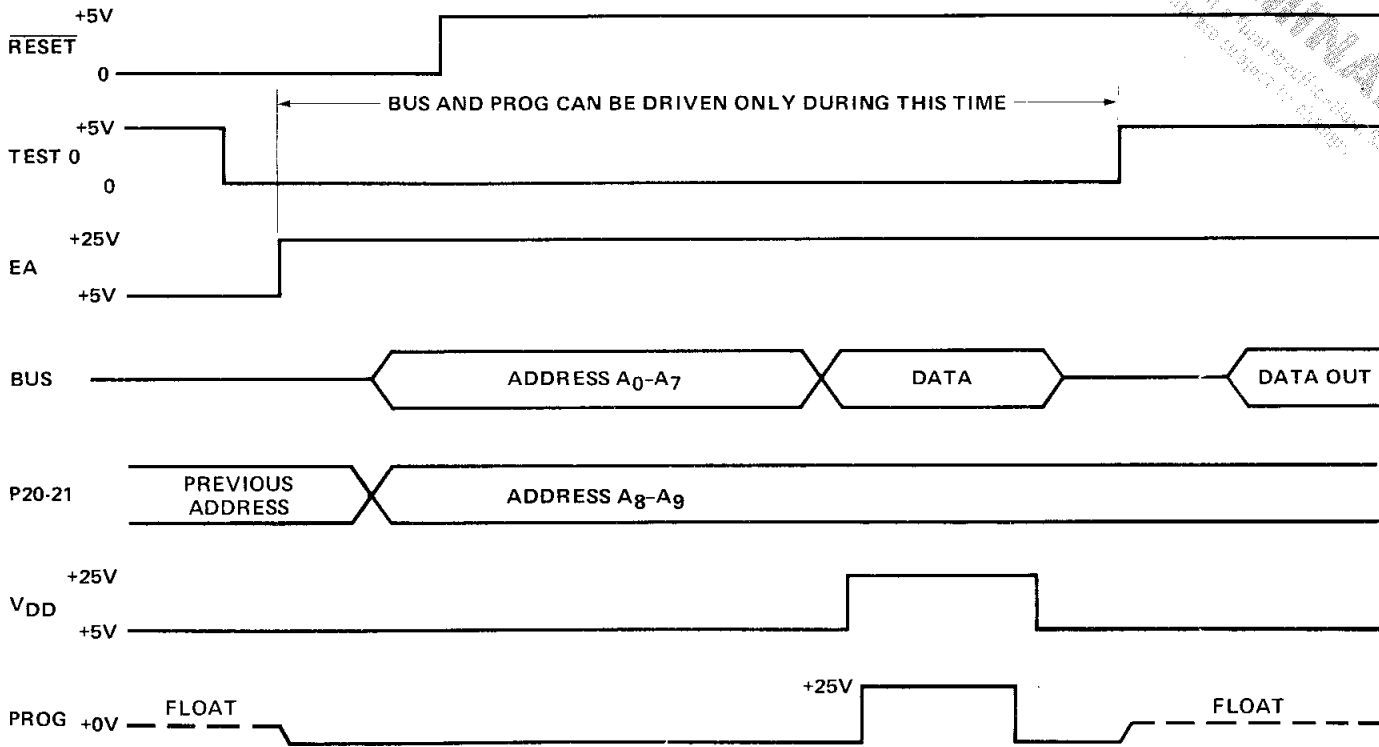 +5V
RESET
0
BUS AND PROG CAN BE DRIVEN ONLY DURING THIS TIME
+5V
TEST 0
0
+25V
EA
+5V
BUS
ADDRESS A0-A7
DATA
DATA OUT
P20-21
PREVIOUS
ADDRESS
ADDRESS A8-A9
+25V
VDD
+5V
+25V
PROG +0V
FLOAT
FLOAT